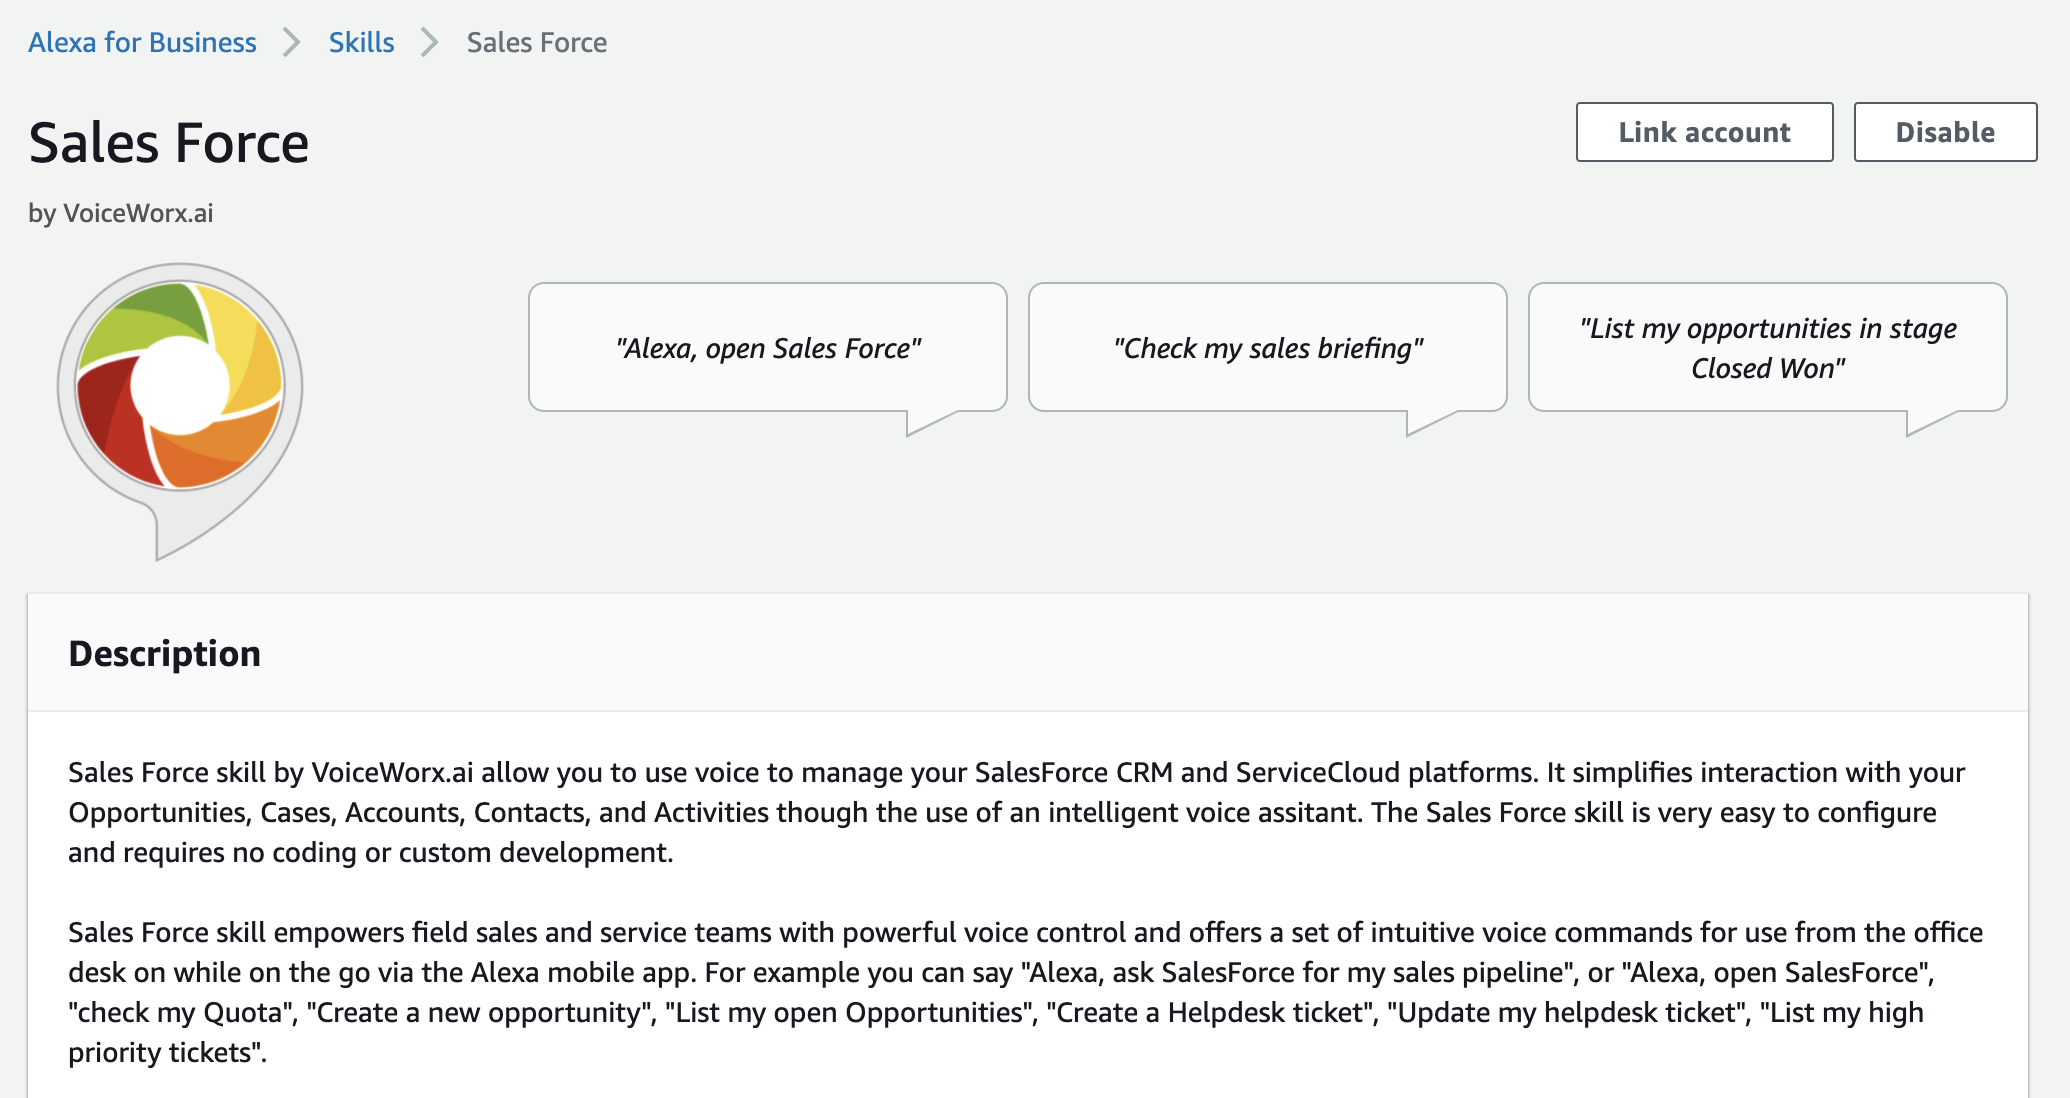 Alexa for Business > Skills > Sales Force
Sales Force
Link account
Disable
by VoiceWorx.ai
"Alexa, open Sales Force"
"Check my sales briefing"
"List my opportunities in stage
Closed Won"
Description
Sales Force skill by VoiceWorx.ai allow you to use voice to manage your SalesForce CRM and ServiceCloud platforms. It simplifies interaction with your
Opportunities, Cases, Accounts, Contacts, and Activities though the use of an intelligent voice assitant. The Sales Force skill is very easy to configure
and requires no coding or custom development.
Sales Force skill empowers field sales and service teams with powerful voice control and offers a set of intuitive voice commands for use from the office
desk on while on the go via the Alexa mobile app. For example you can say "Alexa, ask SalesForce for my sales pipeline", or "Alexa, open SalesForce",
"check my Quota", "Create a new opportunity", "List my open Opportunities", "Create a Helpdesk ticket", "Update my helpdesk ticket", "List my high
priority tickets".